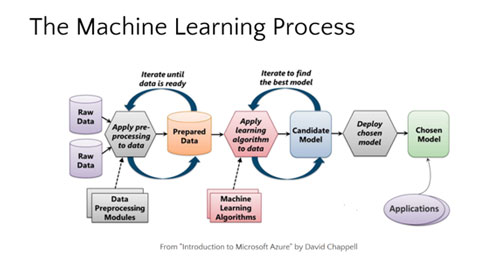 The Machine Learning Process
Iterate until
data is ready
Iterate to find
the best model
Raw
Data
Raw
Data
Apply pre-
processing
to data
Prepared
Data
Apply
learning
algorithm
to data
Candidate
Model
Deploy
chosen
model
Chosen
Model
Data
Preprocessing
Modules
Machine
Learning
Algorithms
Applications
From "Introduction to Microsoft Azure" by David Chappell